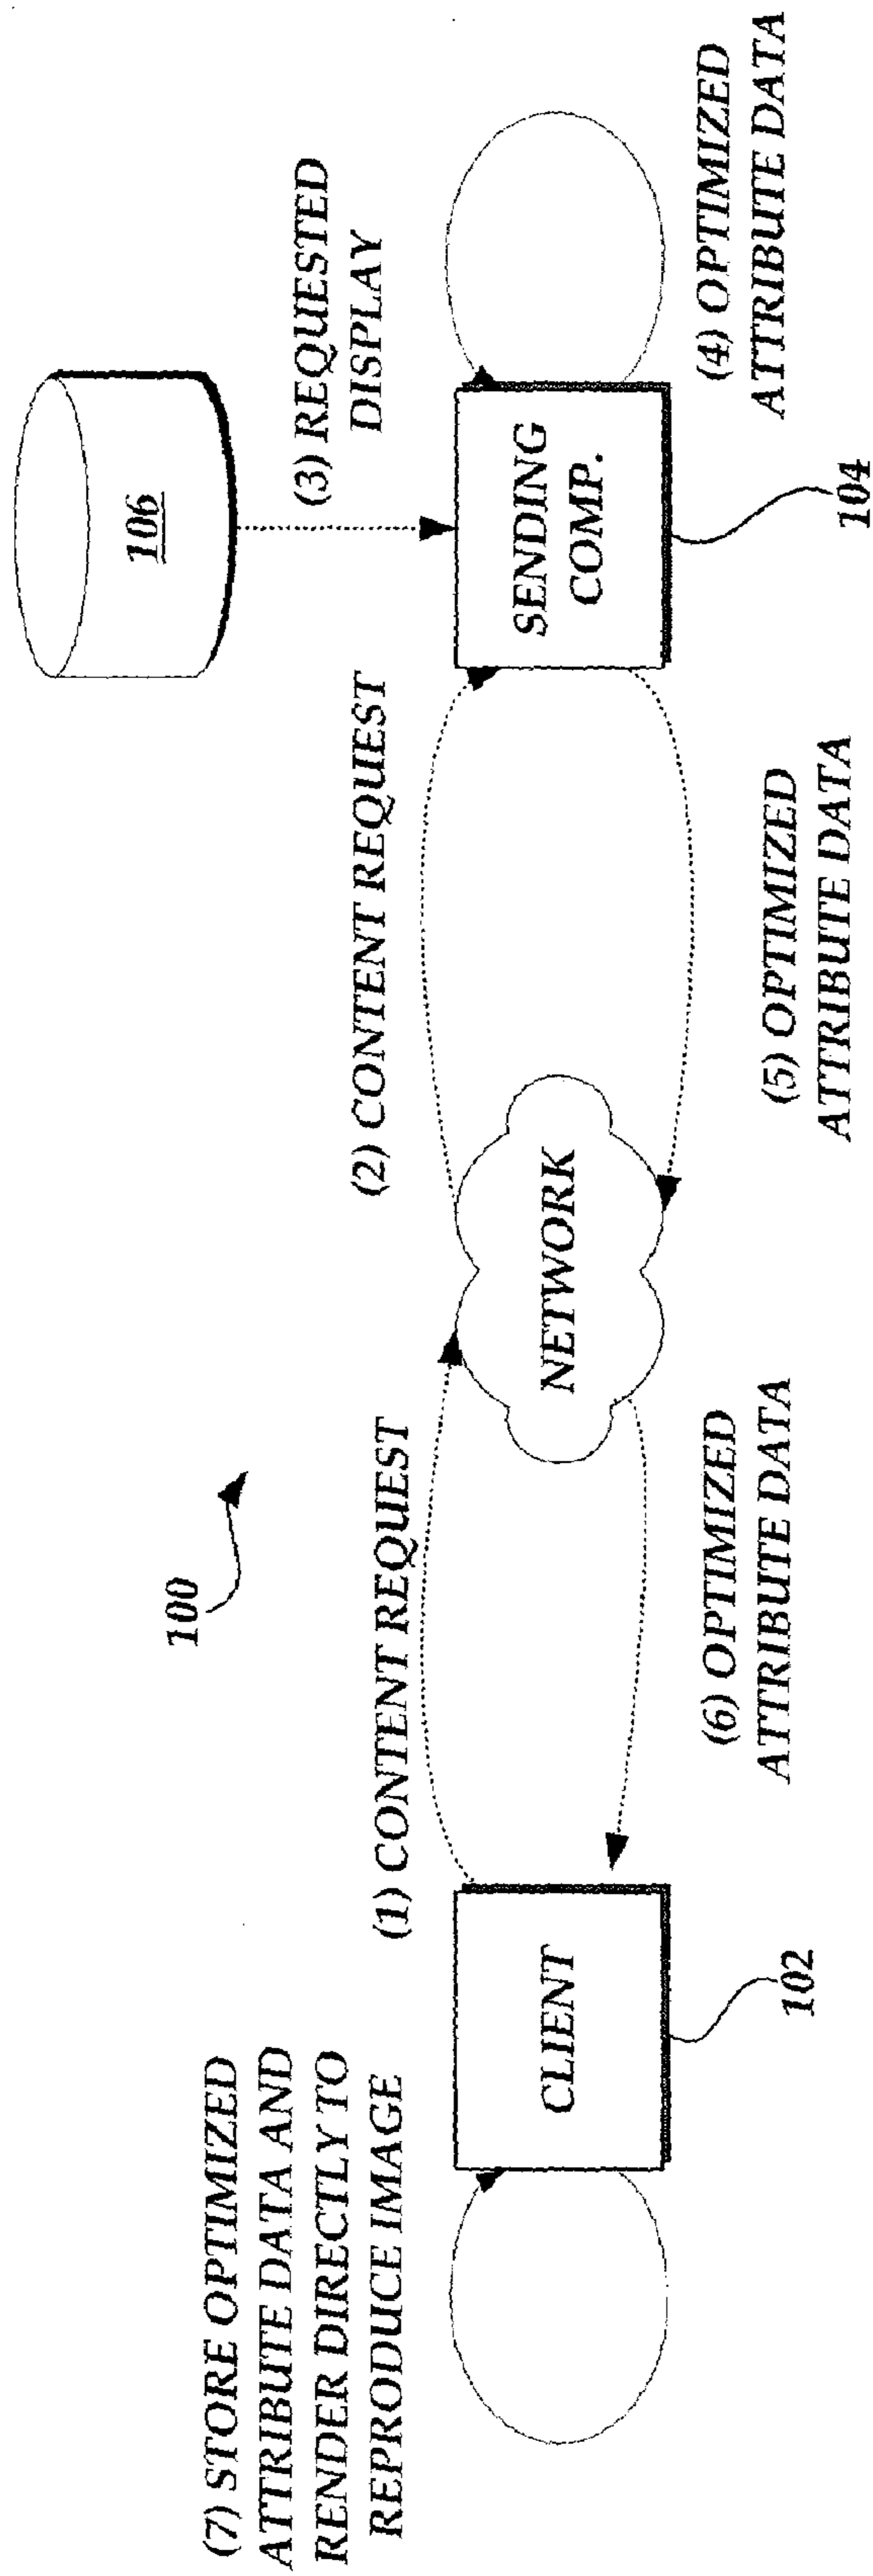 100
(7) STORE OPTIMIZED
ATTRIBUTE DATA AND
RENDER DIRECTLY TO
REPRODUCE IMAGE
(1) CONTENT REQUEST
(2) CONTENT REQUEST
(3) REQUESTED
DISPLAY
106
CLIENT
NETWORK
SENDING
COMP.
102
104
(6) OPTIMIZED
ATTRIBUTE DATA
(5) OPTIMIZED
ATTRIBUTE DATA
(4) OPTIMIZED
ATTRIBUTE DATA